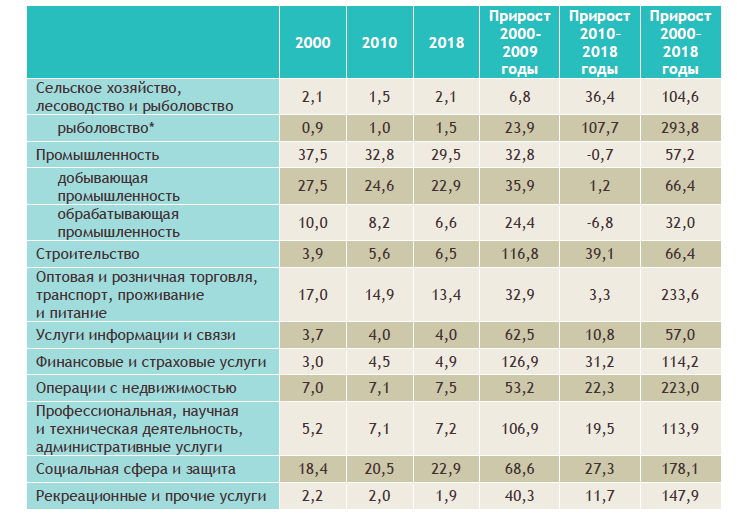 2000 2010 2018 Прирост 2000- 2009 годы Прирост 2010- 2018 годы Прирост 2000- 2018 годы
Сельское хозяйство,
лесоводство и рыболовство 2,1 1,5 2,1 6,8 36,4 104,6
рыболовство* 0,9 1,0 1,5 23,9 107,7 293,8
Промышленность 37,5 32,8 29,5 32,8 -0,7 57,2
добывающая
промышленность 27,5 24,6 22,9 35,9 1,2 66,4
обрабатывающая
промышленность 10,0 8,2 6,6 24,4 -6,8 32,0
Строительство 3,9 5,6 6,5 116,8 39,1 66,4
Оптовая и розничная торговля,
транспорт, проживание 17,0 14,9 13,4 32,9 3,3 233,6
и питание
Услуги информации и связи 3,7 4,0 4,0 62,5 10,8 57,0
Финансовые и страховые услуги 3,0 4,5 4,9 126,9 31,2 114,2
Операции с недвижимостью 7,0 7,1 7,5 53,2 22,3 223,0
Профессиональная, научная
и техническая деятельность, 5,2 7,1 7,2 106,9 19,5 113,9
административные услуги
Социальная сфера и защита 18,4 20,5 22,9 68,6 27,3 178,1
Рекреационные и прочие услуги 2,2 2,0 1,9 40,3 11,7 147,9